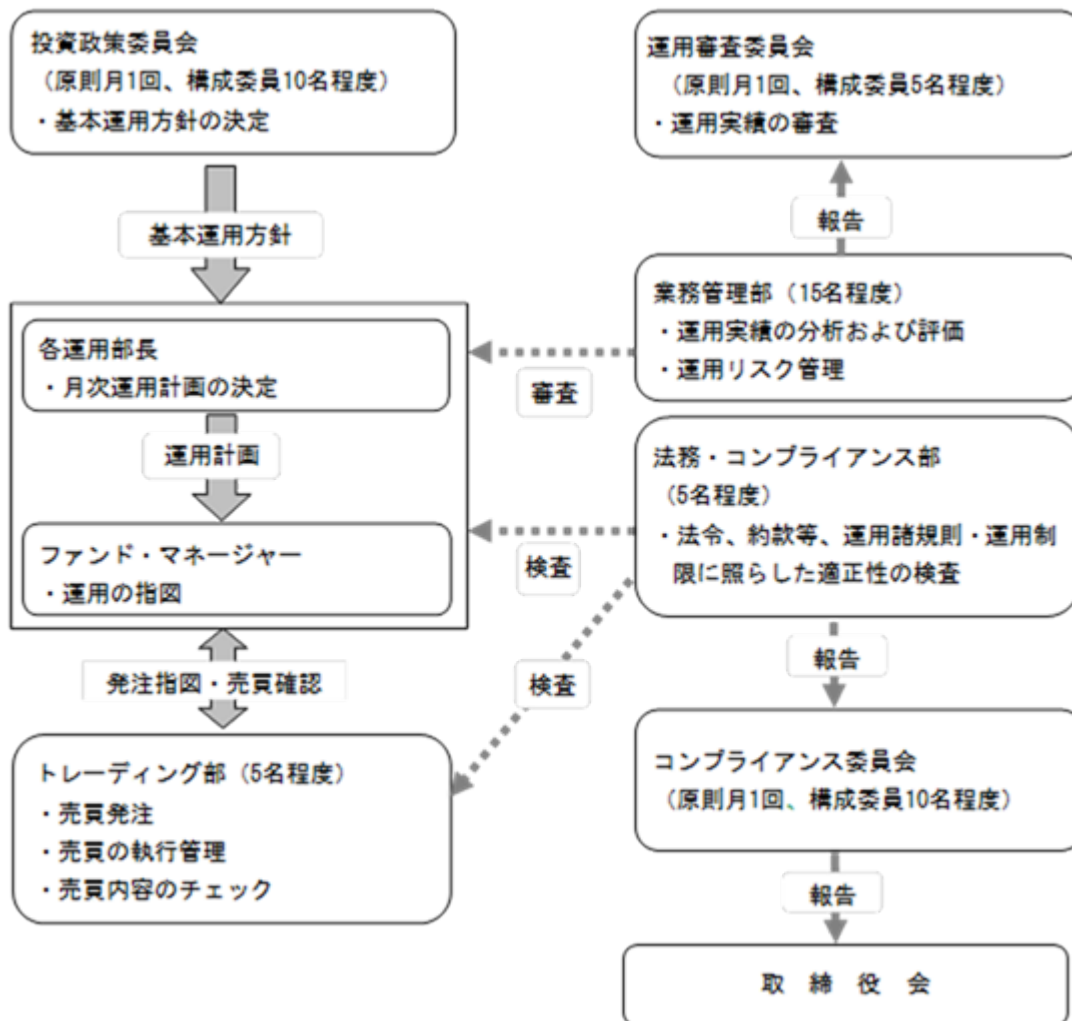 投資政策委員会
（原則月1回、構成委員10名程度）
・基本運用方針の決定
基本運用方針
各運用部長
・月次運用計画の決定
運用計画
ファンド・マネージャー
・運用の指図
発注指図・売買確認
トレーディング部（5名程度）
・売買発注
・売買の執行管理
・売買内容のチェック
運用審査委員会
（原則月1回、構成委員5名程度）
・運用実績の審査
報告
業務管理部（15名程度）
・運用実績の分析および評価
・運用リスク管理
審査
法務・コンプライアンス部
（5名程度）
・法令、約款等、運用諸規則・運用制
限に照らした適正性の検査
検査
検査
報告
コンプライアンス委員会
（原則月1回、構成委員10名程度）
報告
取　締　役　会